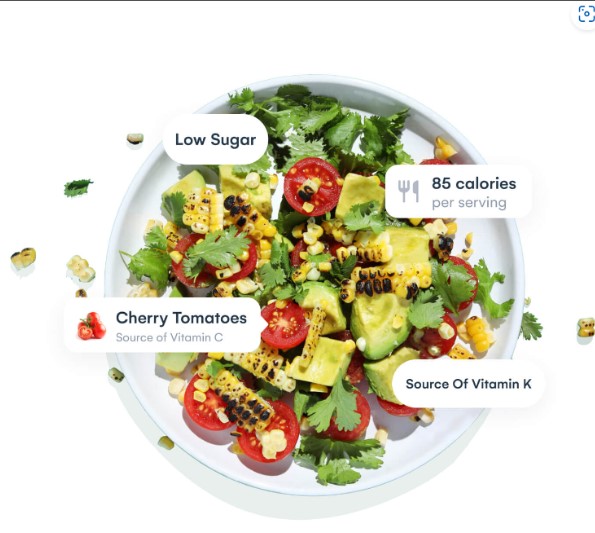 Low Sugar
85 calories
per serving
Cherry Tomatoes
Source of Vitamin C
Source Of Vitamin K